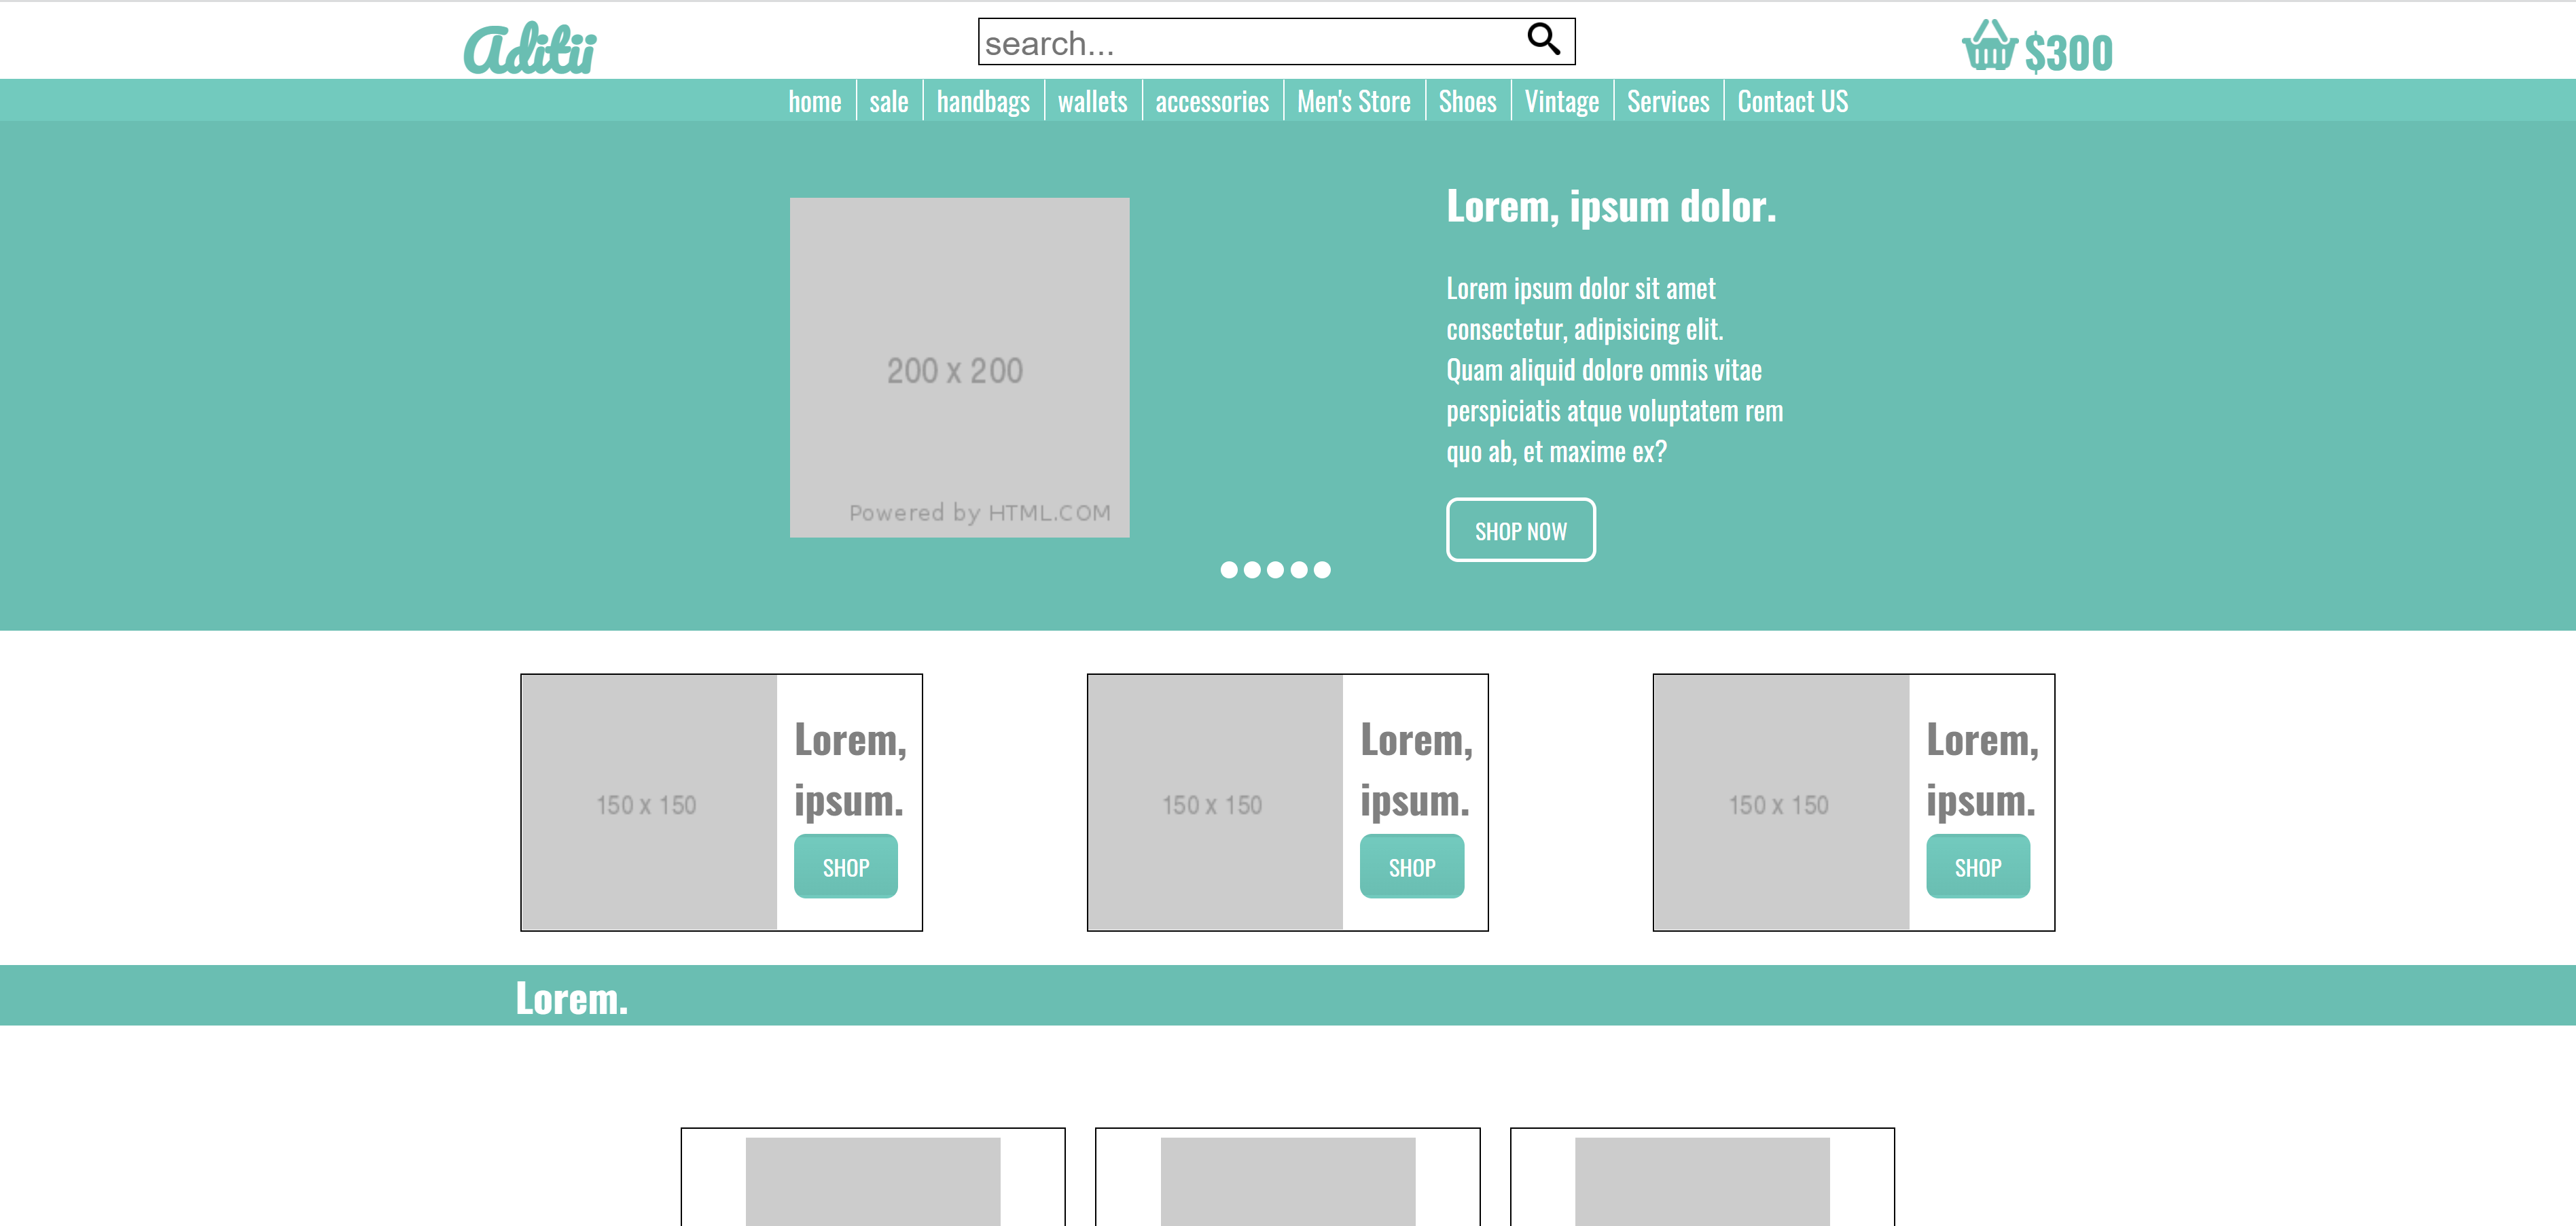 Aditii
search...
$300
home sale handbags wallets accessories Men's Store Shoes Vintage Services Contact US
200 x 200
Powered by HTML.COM
Lorem, ipsum dolor.
Lorem ipsum dolor sit amet
consectetur, adipisicing elit.
Quam aliquid dolore omnis vitae
perspiciatis atque voluptatem rem
quo ab, et maxime ex?
SHOP NOW
150 x 150
Lorem,
ipsum.
SHOP
150 x 150
Lorem,
ipsum.
SHOP
150 x 150
Lorem,
ipsum.
SHOP
Lorem.